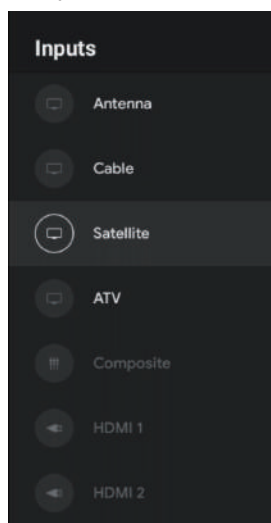 Inputs
Antenna
Cable
Satellite
ATV
Composite
HDMI 1
HDMI 2